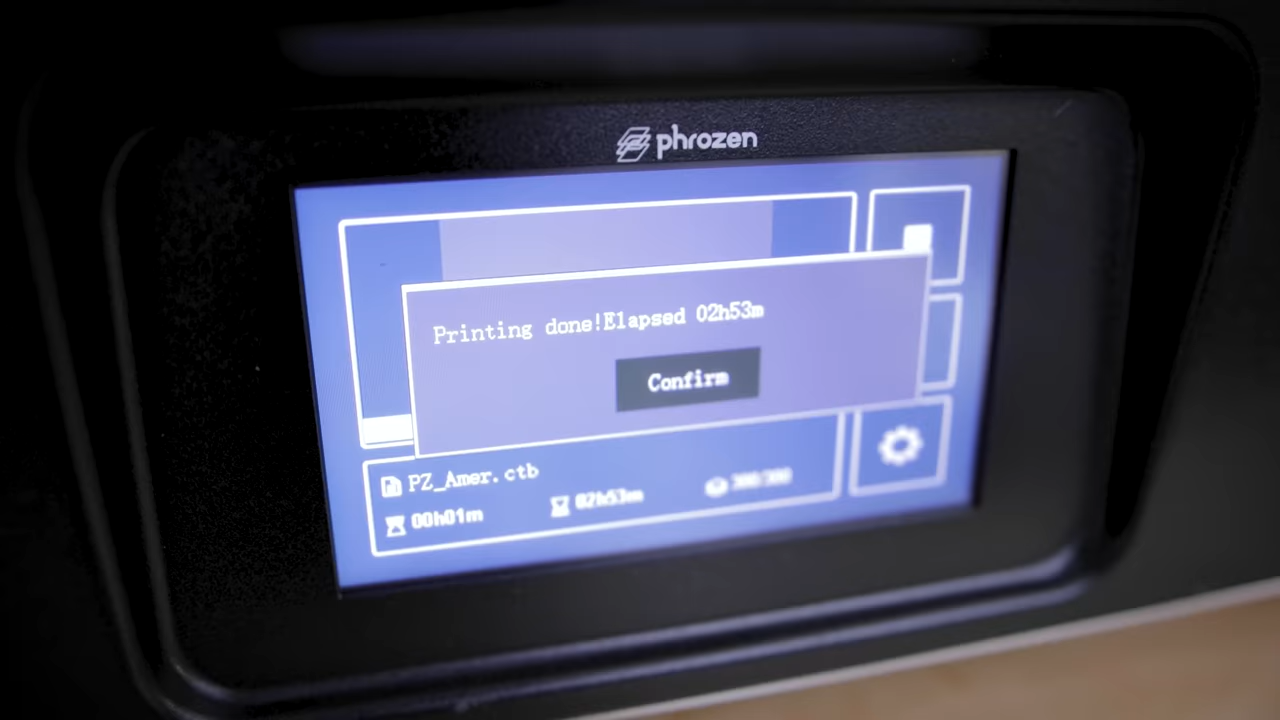 phrozen
Printing done!Elapsed 02h53m
Confirm
PZ_Amer.ctb
00h01m 02h53m